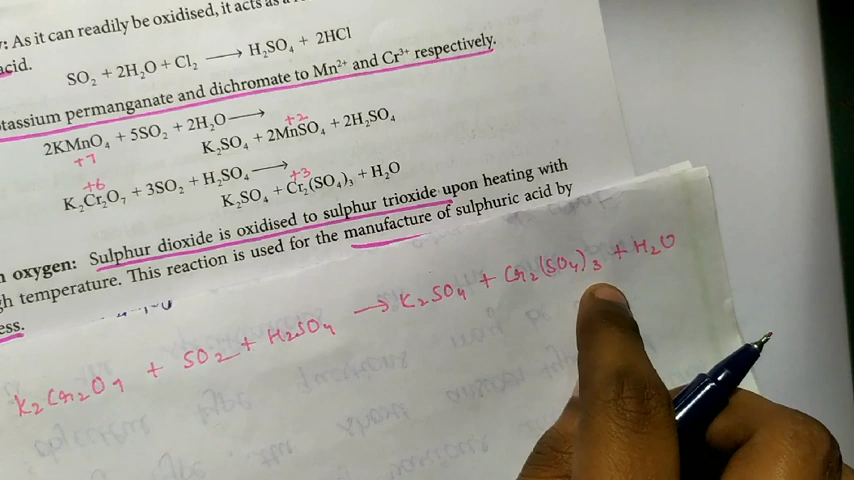 : As it can readily be oxidised, it acts as a
acid.
SO₂ + 2H₂O + Cl₂ ⟶ H₂SO₄ + 2HCl
otassium permanganate and dichromate to Mn²⁺ and Cr³⁺ respectively.
2KMnO₄ + 5SO₂ + 2H₂O ⟶
+7
+2
K₂SO₄ + 2MnSO₄ + 2H₂SO₄
+6
K₂Cr₂O₇ + 3SO₂ + H₂SO₄ ⟶
+3
K₂SO₄ + Cr₂(SO₄)₃ + H₂O
oxygen: Sulphur dioxide is oxidised to sulphur trioxide upon heating with
gh temperature. This reaction is used for the manufacture of sulphuric acid by
ess.
K₂Cr₂O₇ + SO₂ + H₂SO₄ ⟶ K₂SO₄ + Cr₂(SO₄)₃ + H₂O